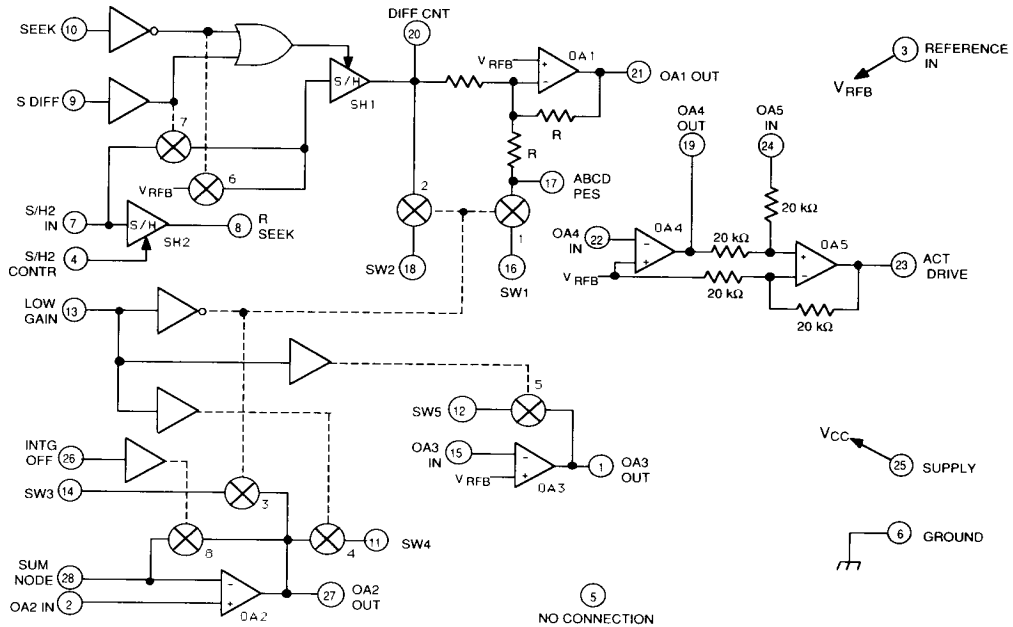 SEEK 10
DIFF CNT
20
S DIFF 9
7
S/H
SH1
VRFB
+
-
OA1
21 OA1 OUT
R
R
3 REFERENCE
IN
VRFB
OA4
OUT
19
OA5
IN
24
VRFB
6
2
17 ABCD
PES
1
20 kΩ
S/H2
IN
7
S/H
SH2
8 R
SEEK
S/H2
CONTR
4
SW2 18
16
SW1
OA4
IN
22
-
+
OA4
20 kΩ
+
-
OA5
23 ACT
DRIVE
VRFB
20 kΩ
20 kΩ
LOW
GAIN
13
5
SW5 12
INTG
OFF
26
OA3
IN
15
-
+
VRFB
OA3
1 OA3
OUT
VCC
25 SUPPLY
SW3 14
3
8
4
11 SW4
6 GROUND
SUM
NODE
28
OA2 IN 2
-
+
OA2
27 OA2
OUT
5
NO CONNECTION